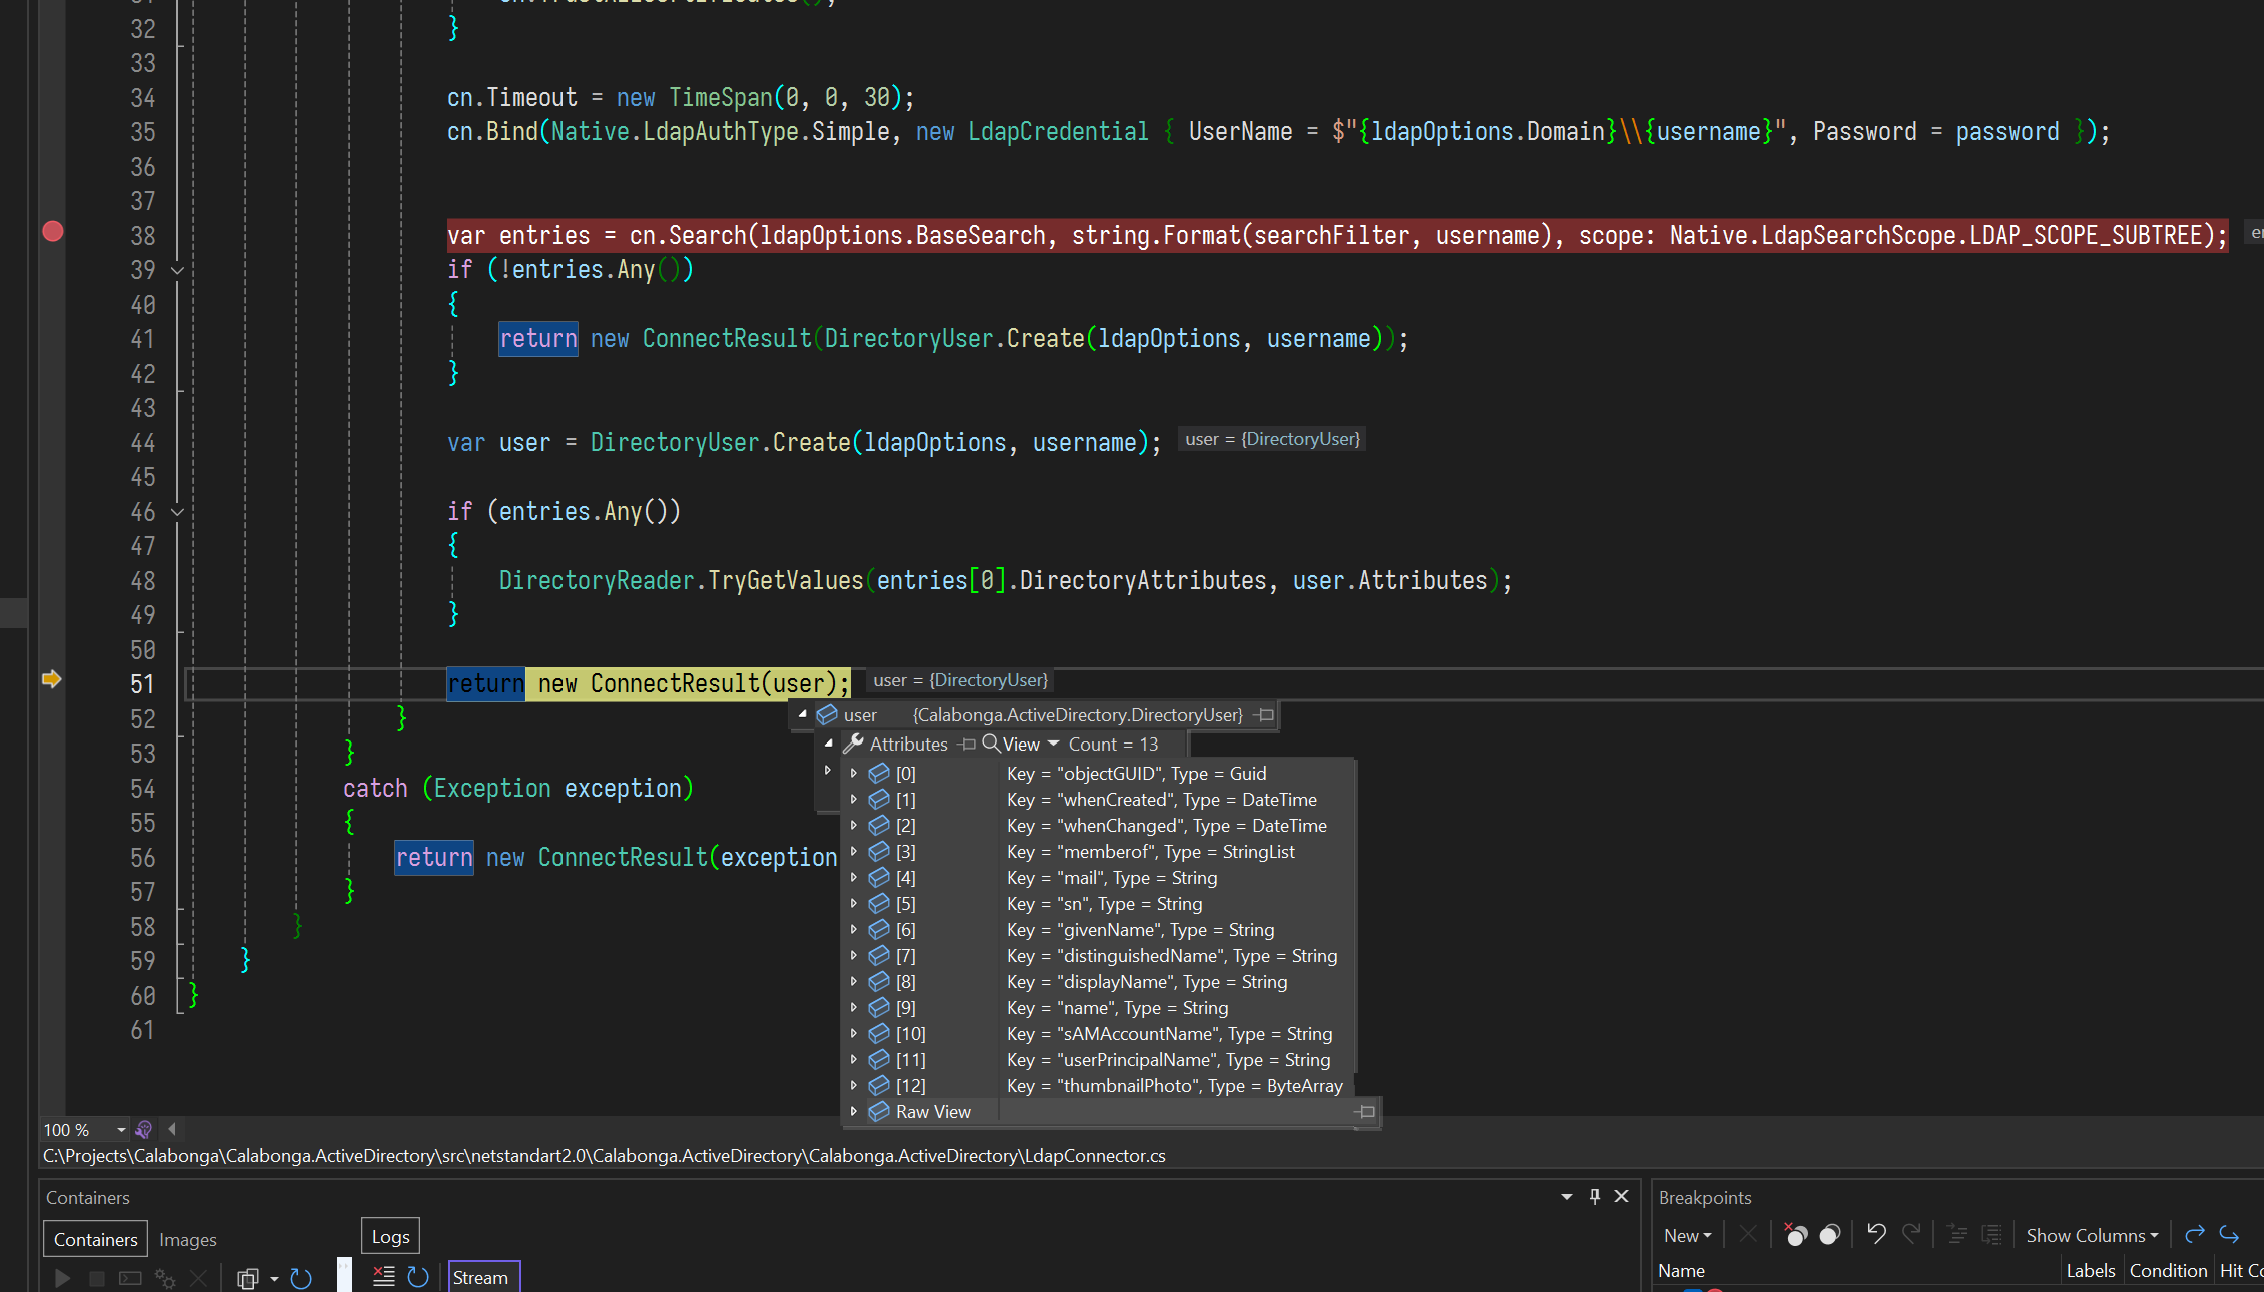 32 }
33
34 cn.Timeout = new TimeSpan(0, 0, 30);
35 cn.Bind(Native.LdapAuthType.Simple, new LdapCredential { UserName = $"{ldapOptions.Domain}\\{username}", Password = password });
36
37
38 var entries = cn.Search(ldapOptions.BaseSearch, string.Format(searchFilter, username), scope: Native.LdapSearchScope.LDAP_SCOPE_SUBTREE);
39 if (!entries.Any())
40 {
41 return new ConnectResult(DirectoryUser.Create(ldapOptions, username));
42 }
43
44 var user = DirectoryUser.Create(ldapOptions, username); user = {DirectoryUser}
45
46 if (entries.Any())
47 {
48 DirectoryReader.TryGetValues(entries[0].DirectoryAttributes, user.Attributes);
49 }
50
51 return new ConnectResult(user); user = {DirectoryUser}
52 }
user {Calabonga.ActiveDirectory.DirectoryUser}
53 }
Attributes View Count = 13
54 catch (Exception exception)
55 {
56 return new ConnectResult(exception
57 }
58 }
59 }
60 }
61
[0] Key = "objectGUID", Type = Guid
[1] Key = "whenCreated", Type = DateTime
[2] Key = "whenChanged", Type = DateTime
[3] Key = "memberof", Type = StringList
[4] Key = "mail", Type = String
[5] Key = "sn", Type = String
[6] Key = "givenName", Type = String
[7] Key = "distinguishedName", Type = String
[8] Key = "displayName", Type = String
[9] Key = "name", Type = String
[10] Key = "sAMAccountName", Type = String
[11] Key = "userPrincipalName", Type = String
[12] Key = "thumbnailPhoto", Type = ByteArray
Raw View
100 %
C:\Projects\Calabonga\Calabonga.ActiveDirectory\src\netstandart2.0\Calabonga.ActiveDirectory\Calabonga.ActiveDirectory\LdapConnector.cs
Containers
Containers Images Logs
Stream
Breakpoints
New Show Columns
Name Labels Condition Hit